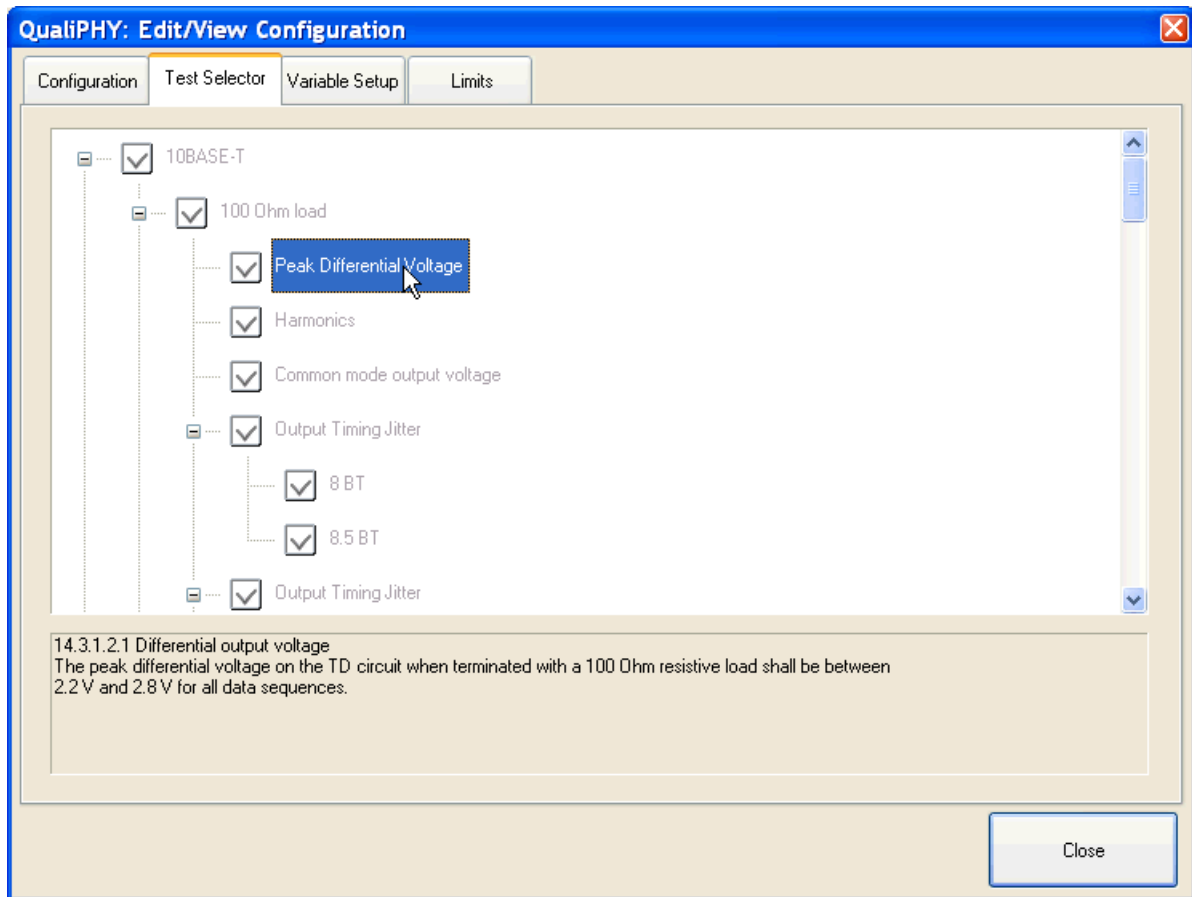 QualiPHY: Edit/View Configuration
Configuration
Test Selector
Variable Setup
Limits
10BASE-T
100 Ohm load
Peak Differential Voltage
Harmonics
Common mode output voltage
Output Timing Jitter
8 BT
8.5 BT
Output Timing Jitter
14.3.1.2.1 Differential output voltage
The peak differential voltage on the TD circuit when terminated with a 100 Ohm resistive load shall be between
2.2 V and 2.8 V for all data sequences.
Close